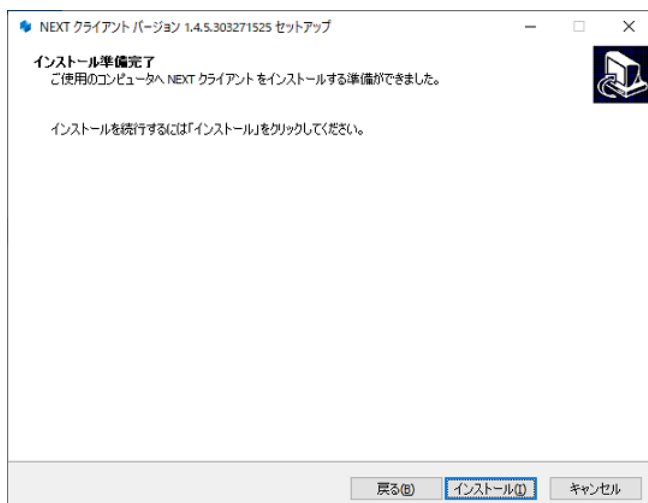 NEXT クライアント バージョン 1.4.5.303271525 セットアップ
インストール準備完了
ご使用のコンピュータへ NEXT クライアント をインストールする準備ができました。
インストールを続行するには「インストール」をクリックしてください。
戻る(B)
インストール(I)
キャンセル